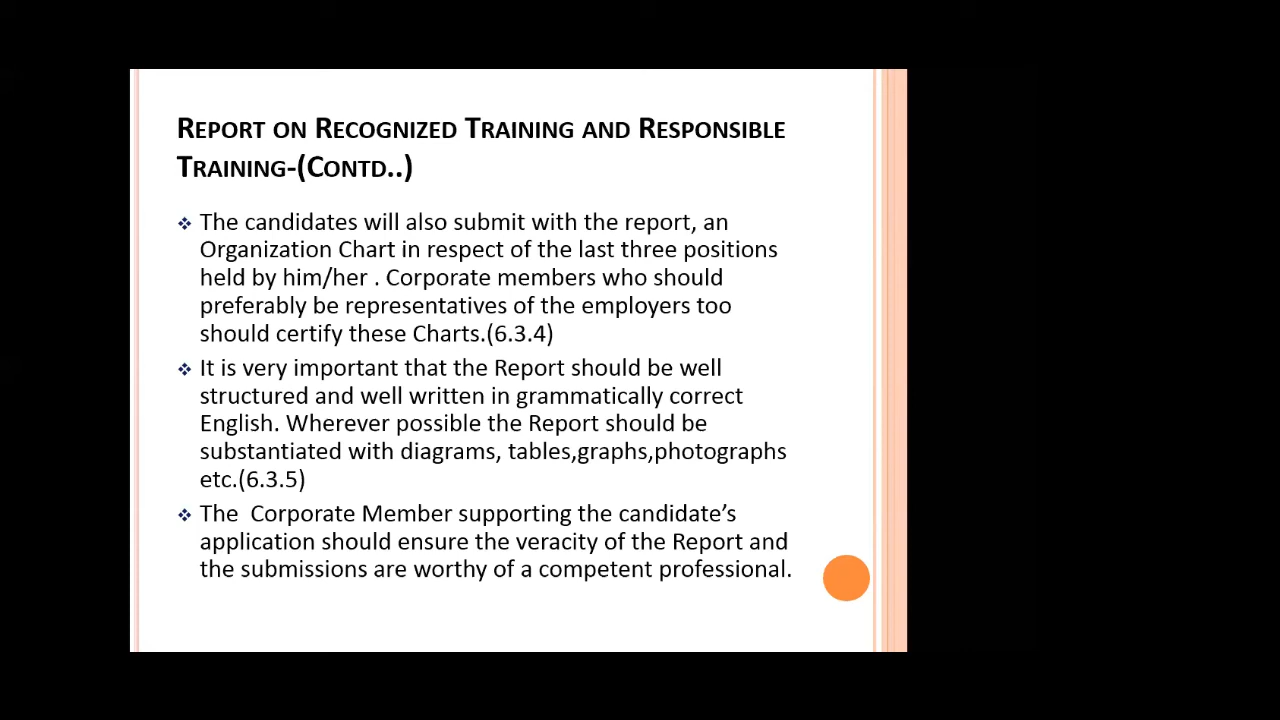 Report on Recognized Training and Responsible
Training-(Contd..)
The candidates will also submit with the report, an
Organization Chart in respect of the last three positions
held by him/her . Corporate members who should
preferably be representatives of the employers too
should certify these Charts.(6.3.4)
It is very important that the Report should be well
structured and well written in grammatically correct
English. Wherever possible the Report should be
substantiated with diagrams, tables,graphs,photographs
etc.(6.3.5)
The  Corporate Member supporting the candidate’s
application should ensure the veracity of the Report and
the submissions are worthy of a competent professional.